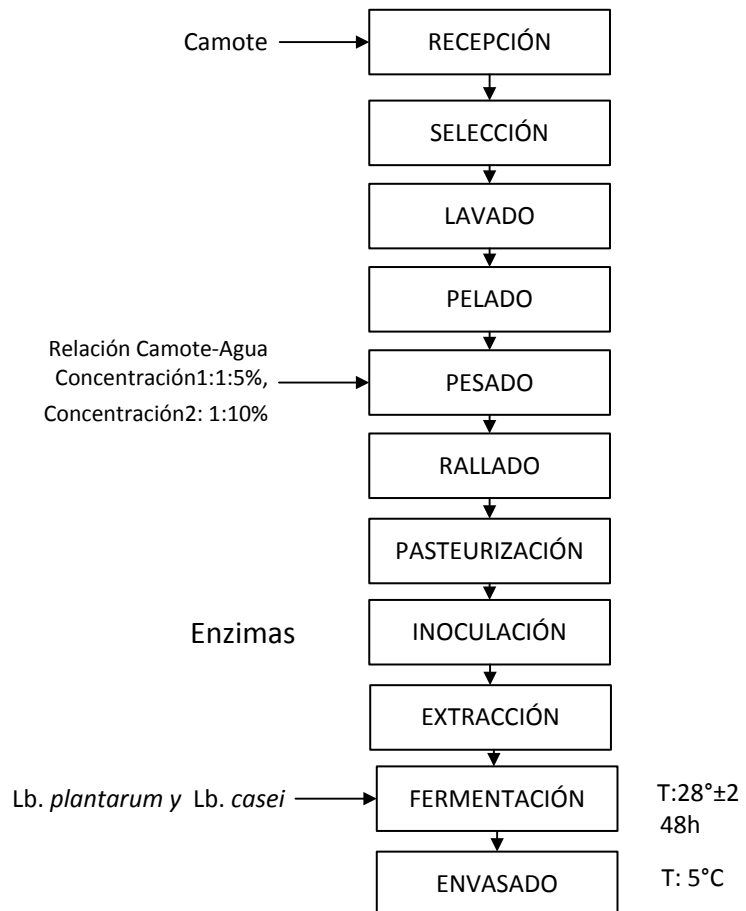 Camote
RECEPCIÓN
SELECCIÓN
LAVADO
PELADO
Relación Camote-Agua
Concentración1:1:5%,
Concentración2: 1:10%
PESADO
RALLADO
PASTEURIZACIÓN
Enzimas
INOCULACIÓN
EXTRACCIÓN
Lb. plantarum y Lb. casei
FERMENTACIÓN
T:28°±2
48h
ENVASADO
T: 5°C